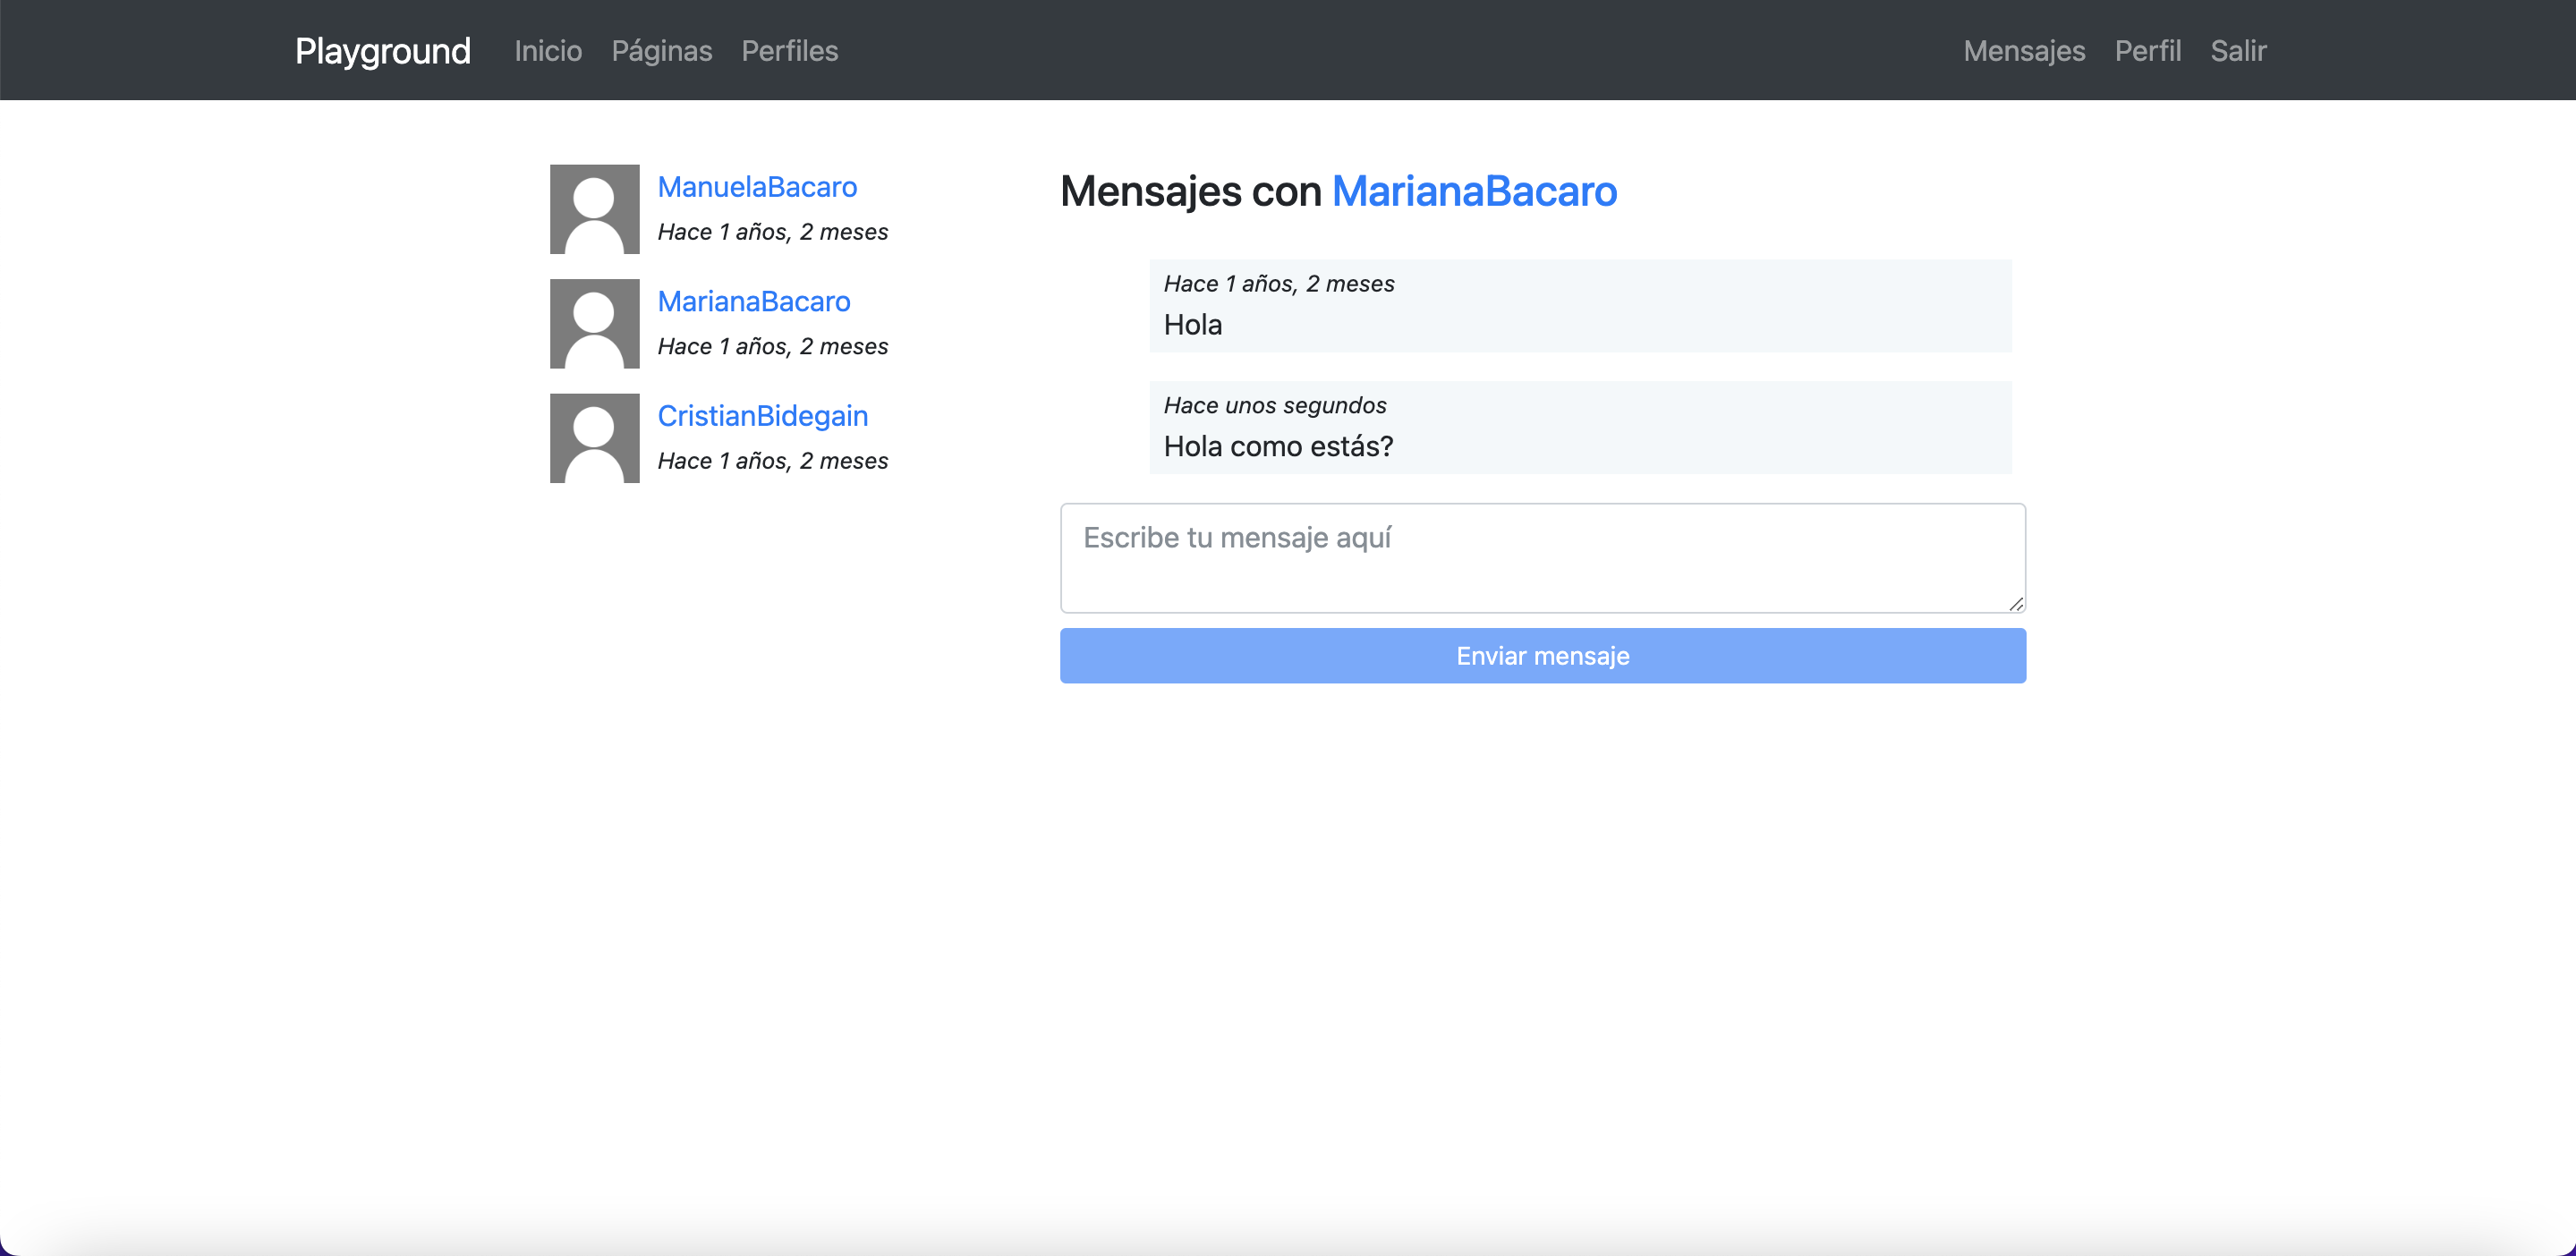 Playground Inicio Páginas Perfiles Mensajes Perfil Salir
ManuelaBacaro
Hace 1 años, 2 meses
MarianaBacaro
Hace 1 años, 2 meses
CristianBidegain
Hace 1 años, 2 meses
Mensajes con MarianaBacaro
Hace 1 años, 2 meses
Hola
Hace unos segundos
Hola como estás?
Escribe tu mensaje aquí
Enviar mensaje